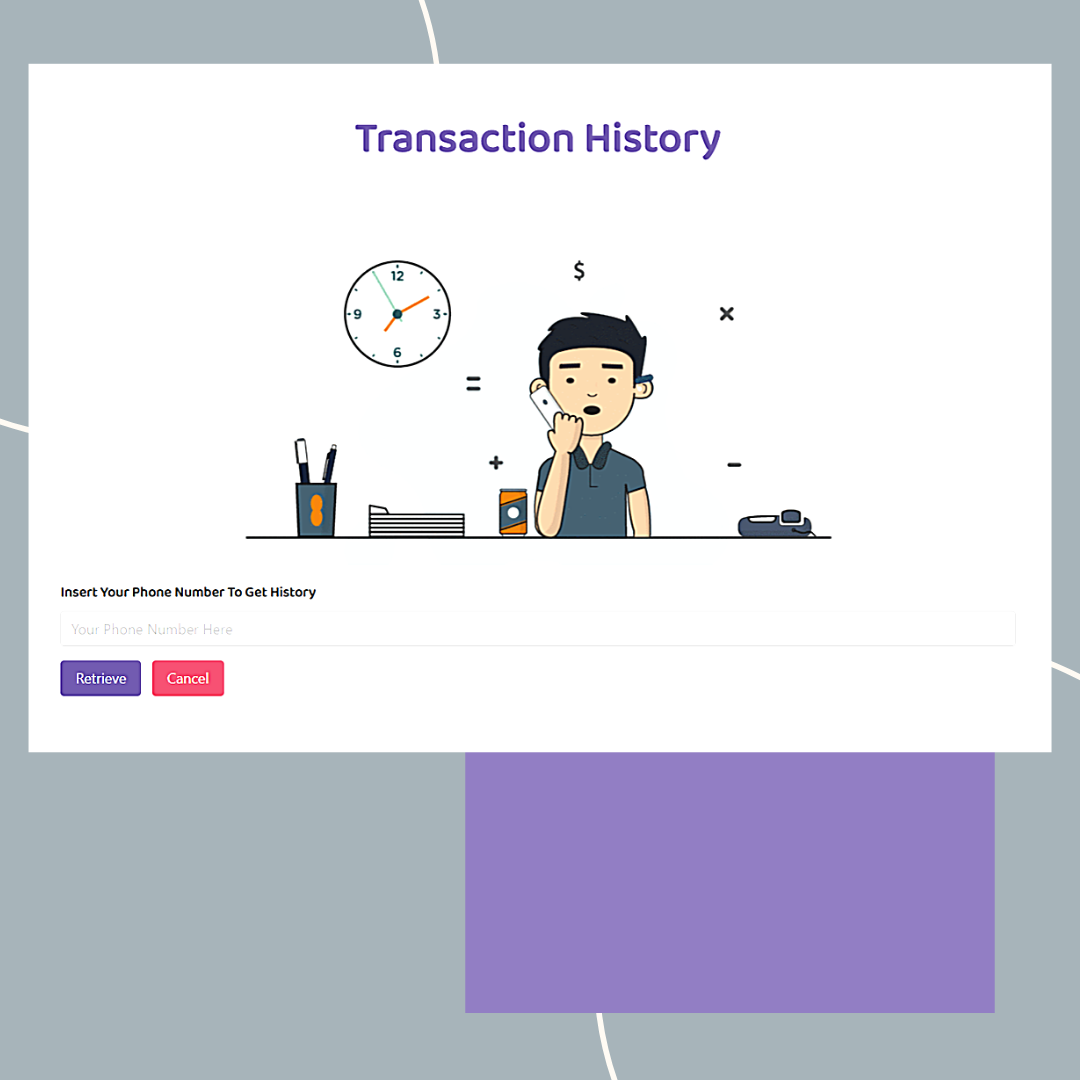 Transaction History
$
12
×
9
3
6
=
+
-
Insert Your Phone Number To Get History
Your Phone Number Here
Retrieve
Cancel